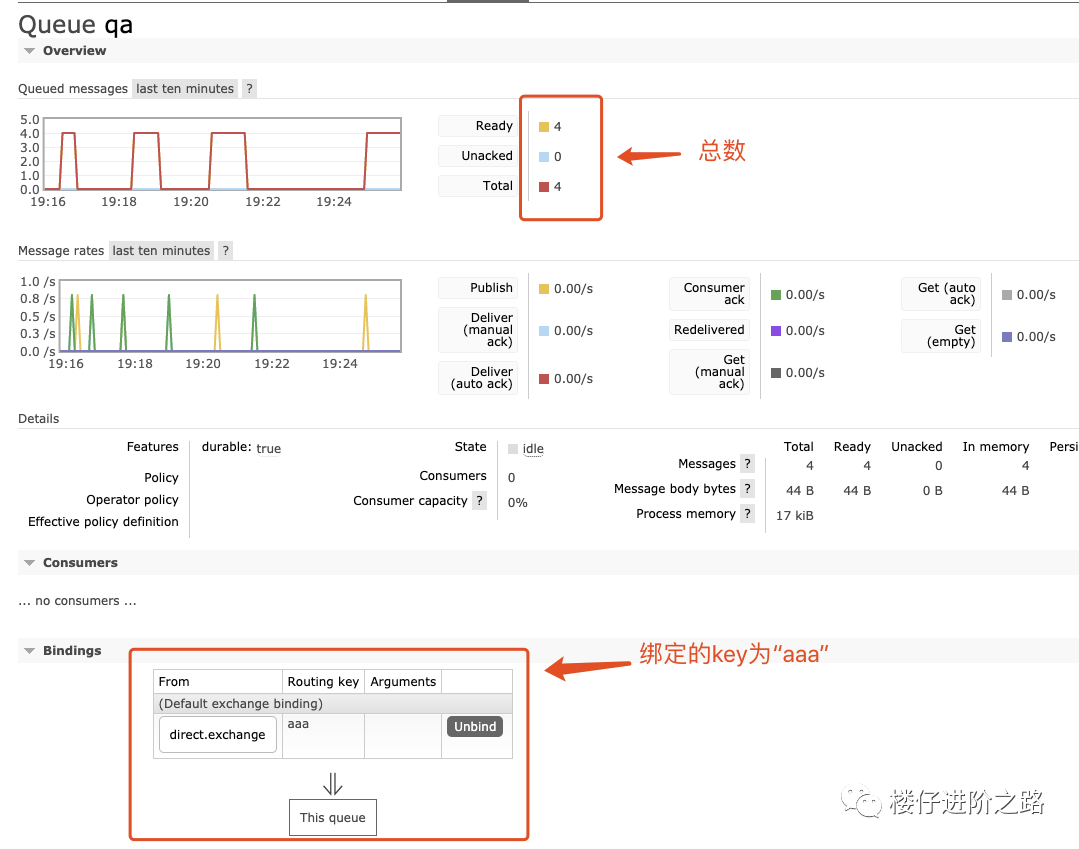 Queue qa
Overview
Queued messages last ten minutes ?
5.0
4.0
3.0
2.0
1.0
0.0
19:16 19:18 19:20 19:22 19:24
Ready 4
Unacked 0
Total 4
总数
Message rates last ten minutes ?
1.0 /s
0.8 /s
0.5 /s
0.3 /s
0.0 /s
19:16 19:18 19:20 19:22 19:24
Publish 0.00/s
Deliver
(manual
ack) 0.00/s
Deliver
(auto ack) 0.00/s
Consumer
ack 0.00/s
Redelivered 0.00/s
Get
(manual
ack) 0.00/s
Get (auto
ack) 0.00/s
Get
(empty) 0.00/s
Details
Features durable: true
Policy
Operator policy
Effective policy definition
State idle
Consumers 0
Consumer capacity ? 0%
Total Ready Unacked In memory Persi
Messages ? 4 4 0 4
Message body bytes ? 44 B 44 B 0 B 44 B
Process memory ? 17 kiB
Consumers
... no consumers ...
Bindings
绑定的key为“aaa”
From Routing key Arguments
(Default exchange binding)
direct.exchange aaa Unbind
⇓
This queue
楼仔进阶之路